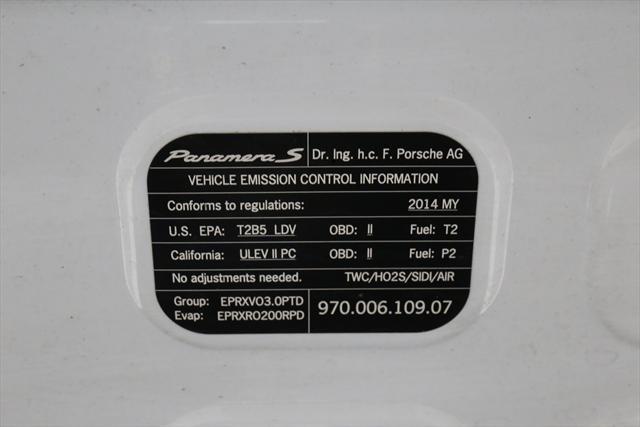 Panamera S Dr. Ing. h.c. F. Porsche AG
VEHICLE EMISSION CONTROL INFORMATION
Conforms to regulations: 2014 MY
U.S. EPA: T2B5 LDV OBD: II Fuel: T2
California: ULEV II PC OBD: II Fuel: P2
No adjustments needed. TWC/HO2S/SIDI/AIR
Group: EPRXV03.0PTD
Evap: EPRXR0200RPD
970.006.109.07